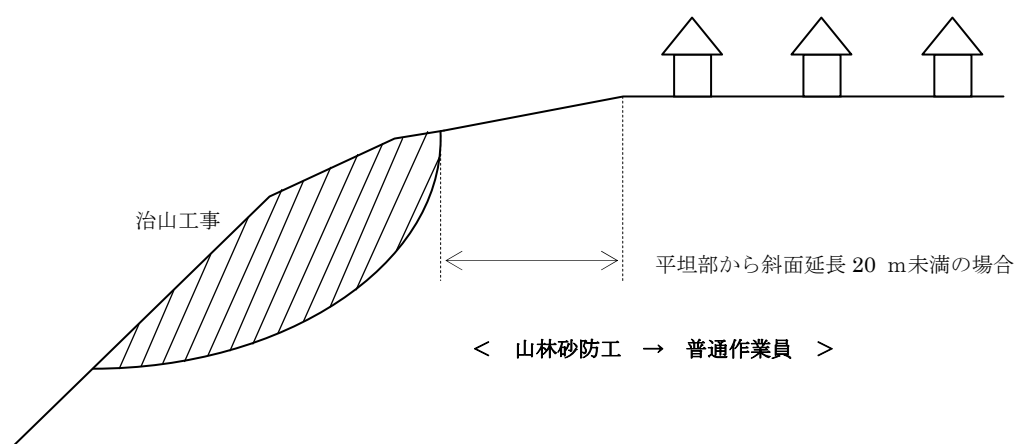 治山工事
平坦部から斜面延長 20 m未満の場合
＜ 山林砂防工 → 普通作業員 ＞